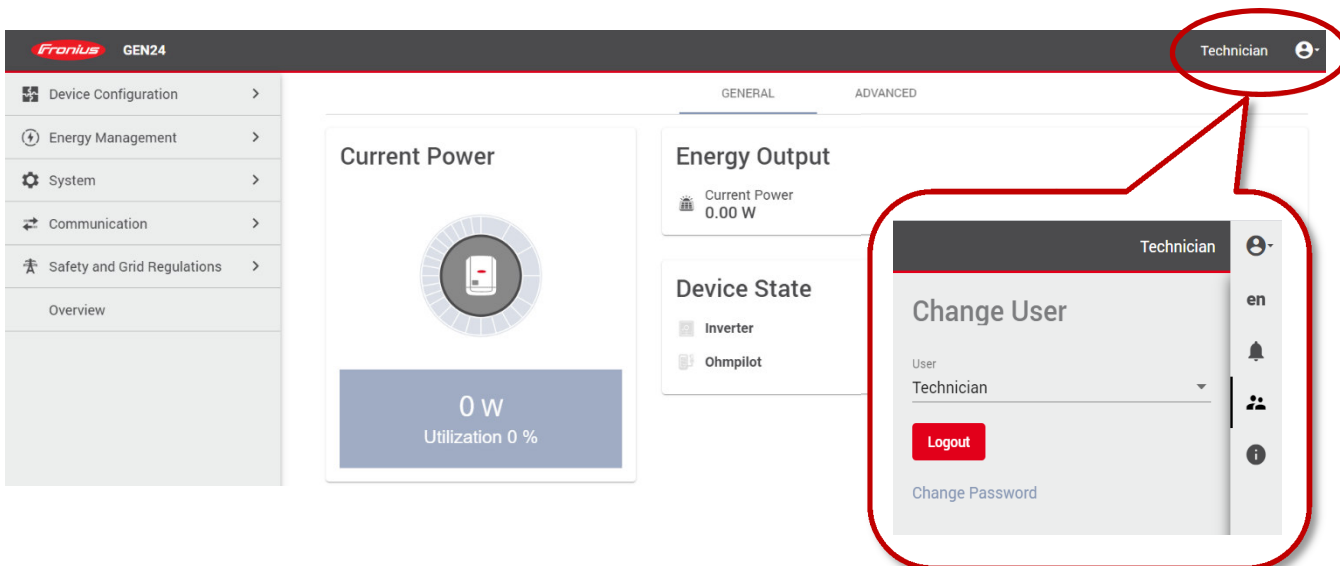 Fronius GEN24
Technician
Device Configuration
Energy Management
System
Communication
Safety and Grid Regulations
Overview
GENERAL ADVANCED
Current Power
0 W
Utilization 0 %
Energy Output
Current Power
0.00 W
Device State
Inverter
Ohmpilot
Technician
Change User
User
Technician
Logout
Change Password
en